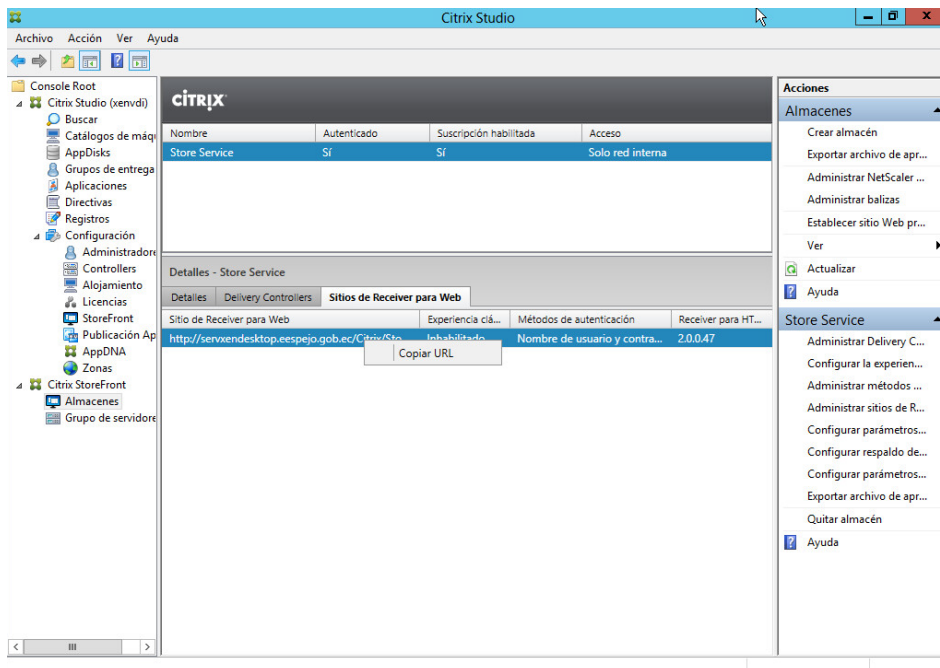 Citrix Studio
Archivo Acción Ver Ayuda
Console Root
Citrix Studio (xenvdi)
Buscar
Catálogos de máqu
AppDisks
Grupos de entrega
Aplicaciones
Directivas
Registros
Configuración
Administradore
Controllers
Alojamiento
Licencias
StoreFront
Publicación Ap
AppDNA
Zonas
Citrix StoreFront
Almacenes
Grupo de servidore
CITRIX
Nombre Autenticado Suscripción habilitada Acceso
Store Service Sí Sí Solo red interna
Detalles - Store Service
Detalles Delivery Controllers Sitios de Receiver para Web
Sitio de Receiver para Web Experiencia clá... Métodos de autenticación Receiver para HT...
http://servxendesktop.eespejo.gob.ec/Citrix/Sto... Inhabilitado Nombre de usuario y contra... 2.0.0.47
Copiar URL
Acciones
Almacenes
Crear almacén
Exportar archivo de apr...
Administrar NetScaler ...
Administrar balizas
Establecer sitio Web pr...
Ver
Actualizar
Ayuda
Store Service
Administrar Delivery C...
Configurar la experien...
Administrar métodos ...
Administrar sitios de R...
Configurar parámetros...
Configurar respaldo de...
Configurar parámetros...
Exportar archivo de apr...
Quitar almacén
Ayuda